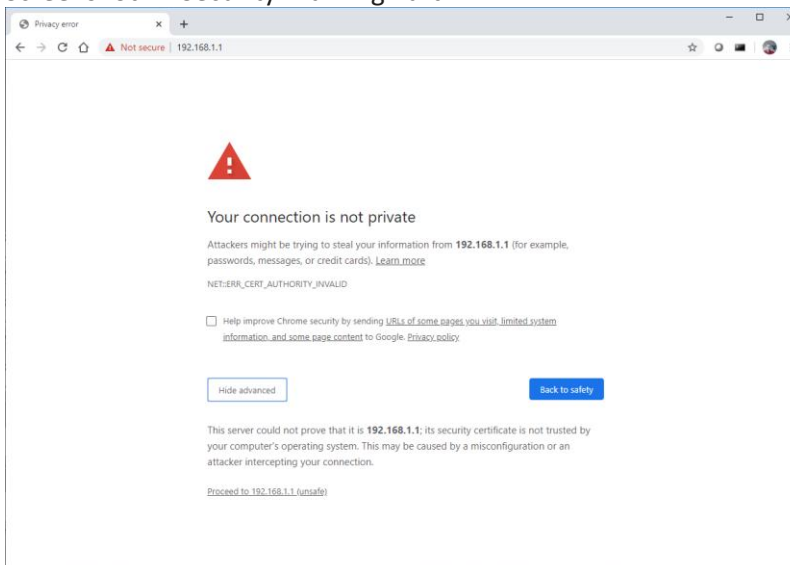 Privacy error
Not secure | 192.168.1.1
Your connection is not private
Attackers might be trying to steal your information from 192.168.1.1 (for example,
passwords, messages, or credit cards). Learn more
NET::ERR_CERT_AUTHORITY_INVALID
Help improve Chrome security by sending URLs of some pages you visit, limited system
information, and some page content to Google. Privacy policy
Hide advanced
Back to safety
This server could not prove that it is 192.168.1.1; its security certificate is not trusted by
your computer's operating system. This may be caused by a misconfiguration or an
attacker intercepting your connection.
Proceed to 192.168.1.1 (unsafe)